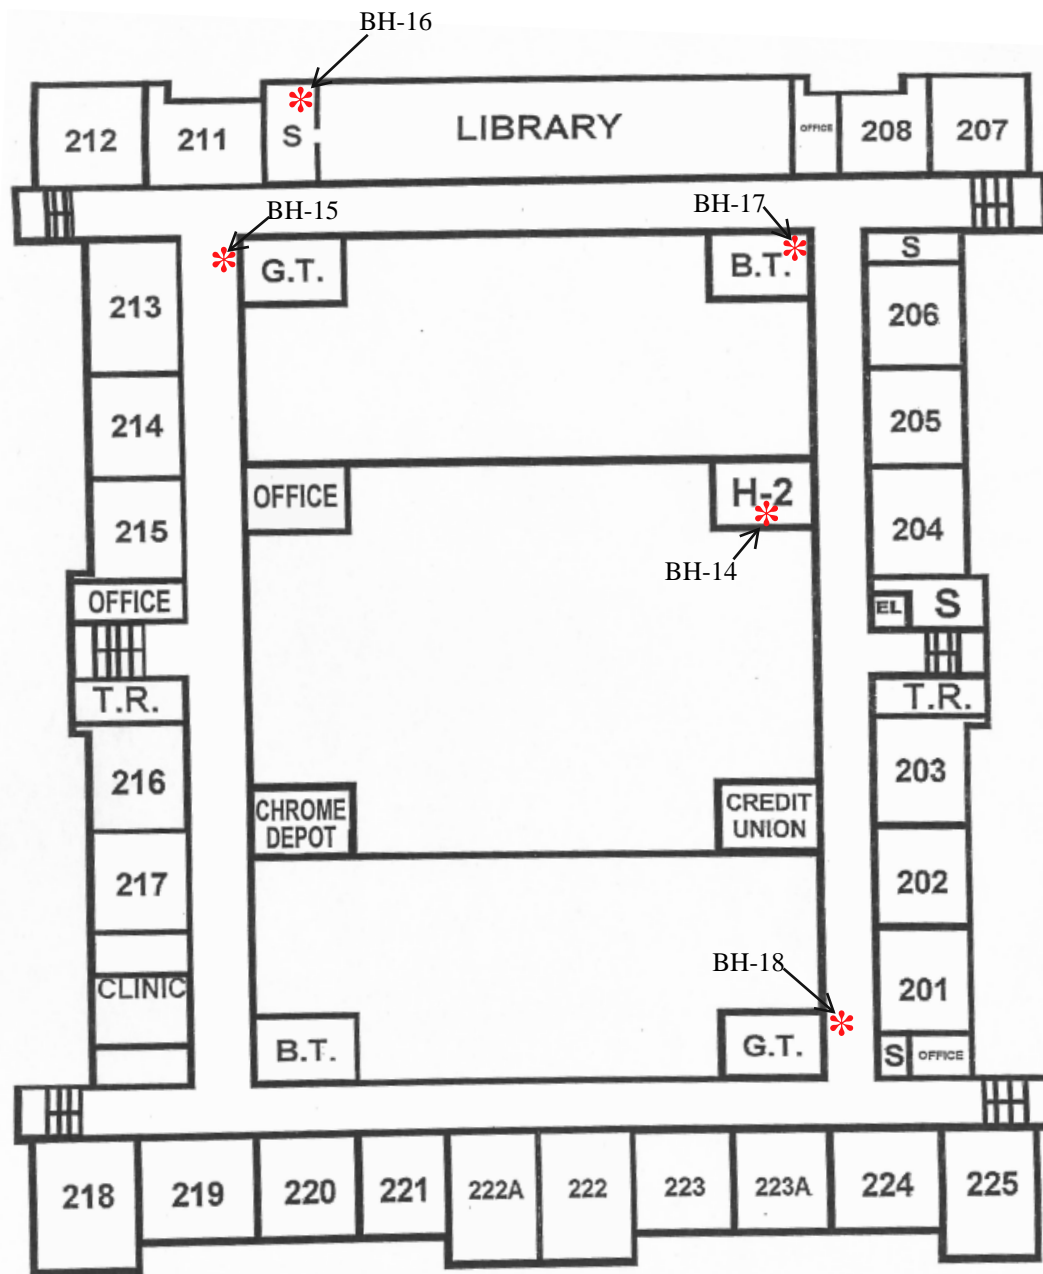 BH-16
212
211
S
LIBRARY
OFFICE
208
207
BH-15
BH-17
G.T.
B.T.
S
213
206
214
205
OFFICE
H-2
215
204
BH-14
OFFICE
EL
S
T.R.
T.R.
216
203
CHROME
DEPOT
CREDIT
UNION
217
202
BH-18
CLINIC
201
B.T.
G.T.
S
OFFICE
218
219
220
221
222A
222
223
223A
224
225